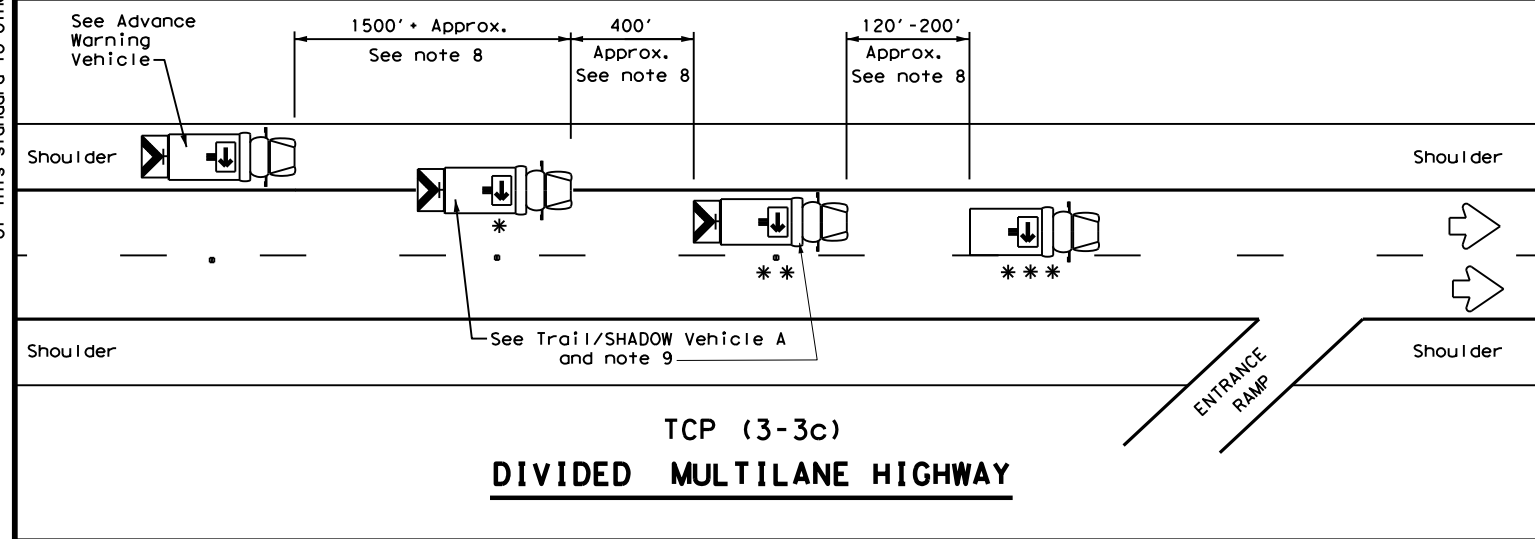 See Advance
Warning
Vehicle
1500'+ Approx.
See note 8
400'
Approx.
See note 8
120'-200'
Approx.
See note 8
Shoulder
Shoulder
*
**
***
See Trail/SHADOW Vehicle A
and note 9
Shoulder
Shoulder
ENTRANCE
RAMP
TCP (3-3c)
DIVIDED MULTILANE HIGHWAY